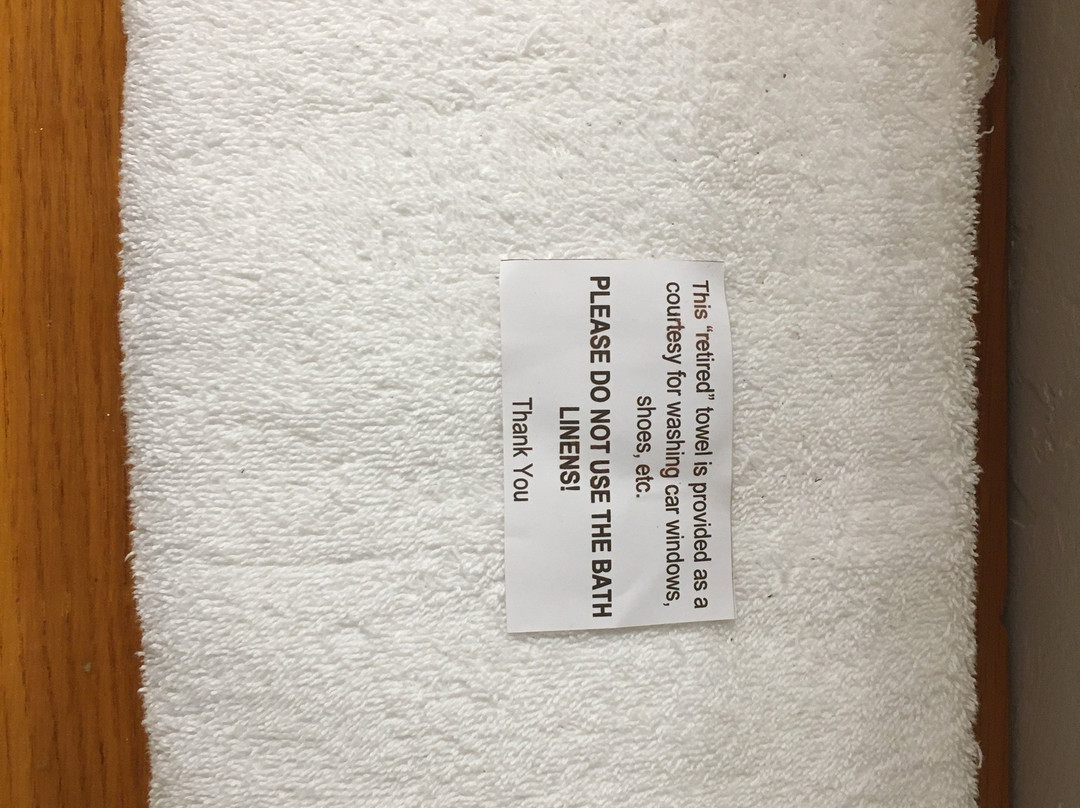 This “retired” towel is provided as a
courtesy for washing car windows,
shoes, etc.
PLEASE DO NOT USE THE BATH
LINENS!
Thank You